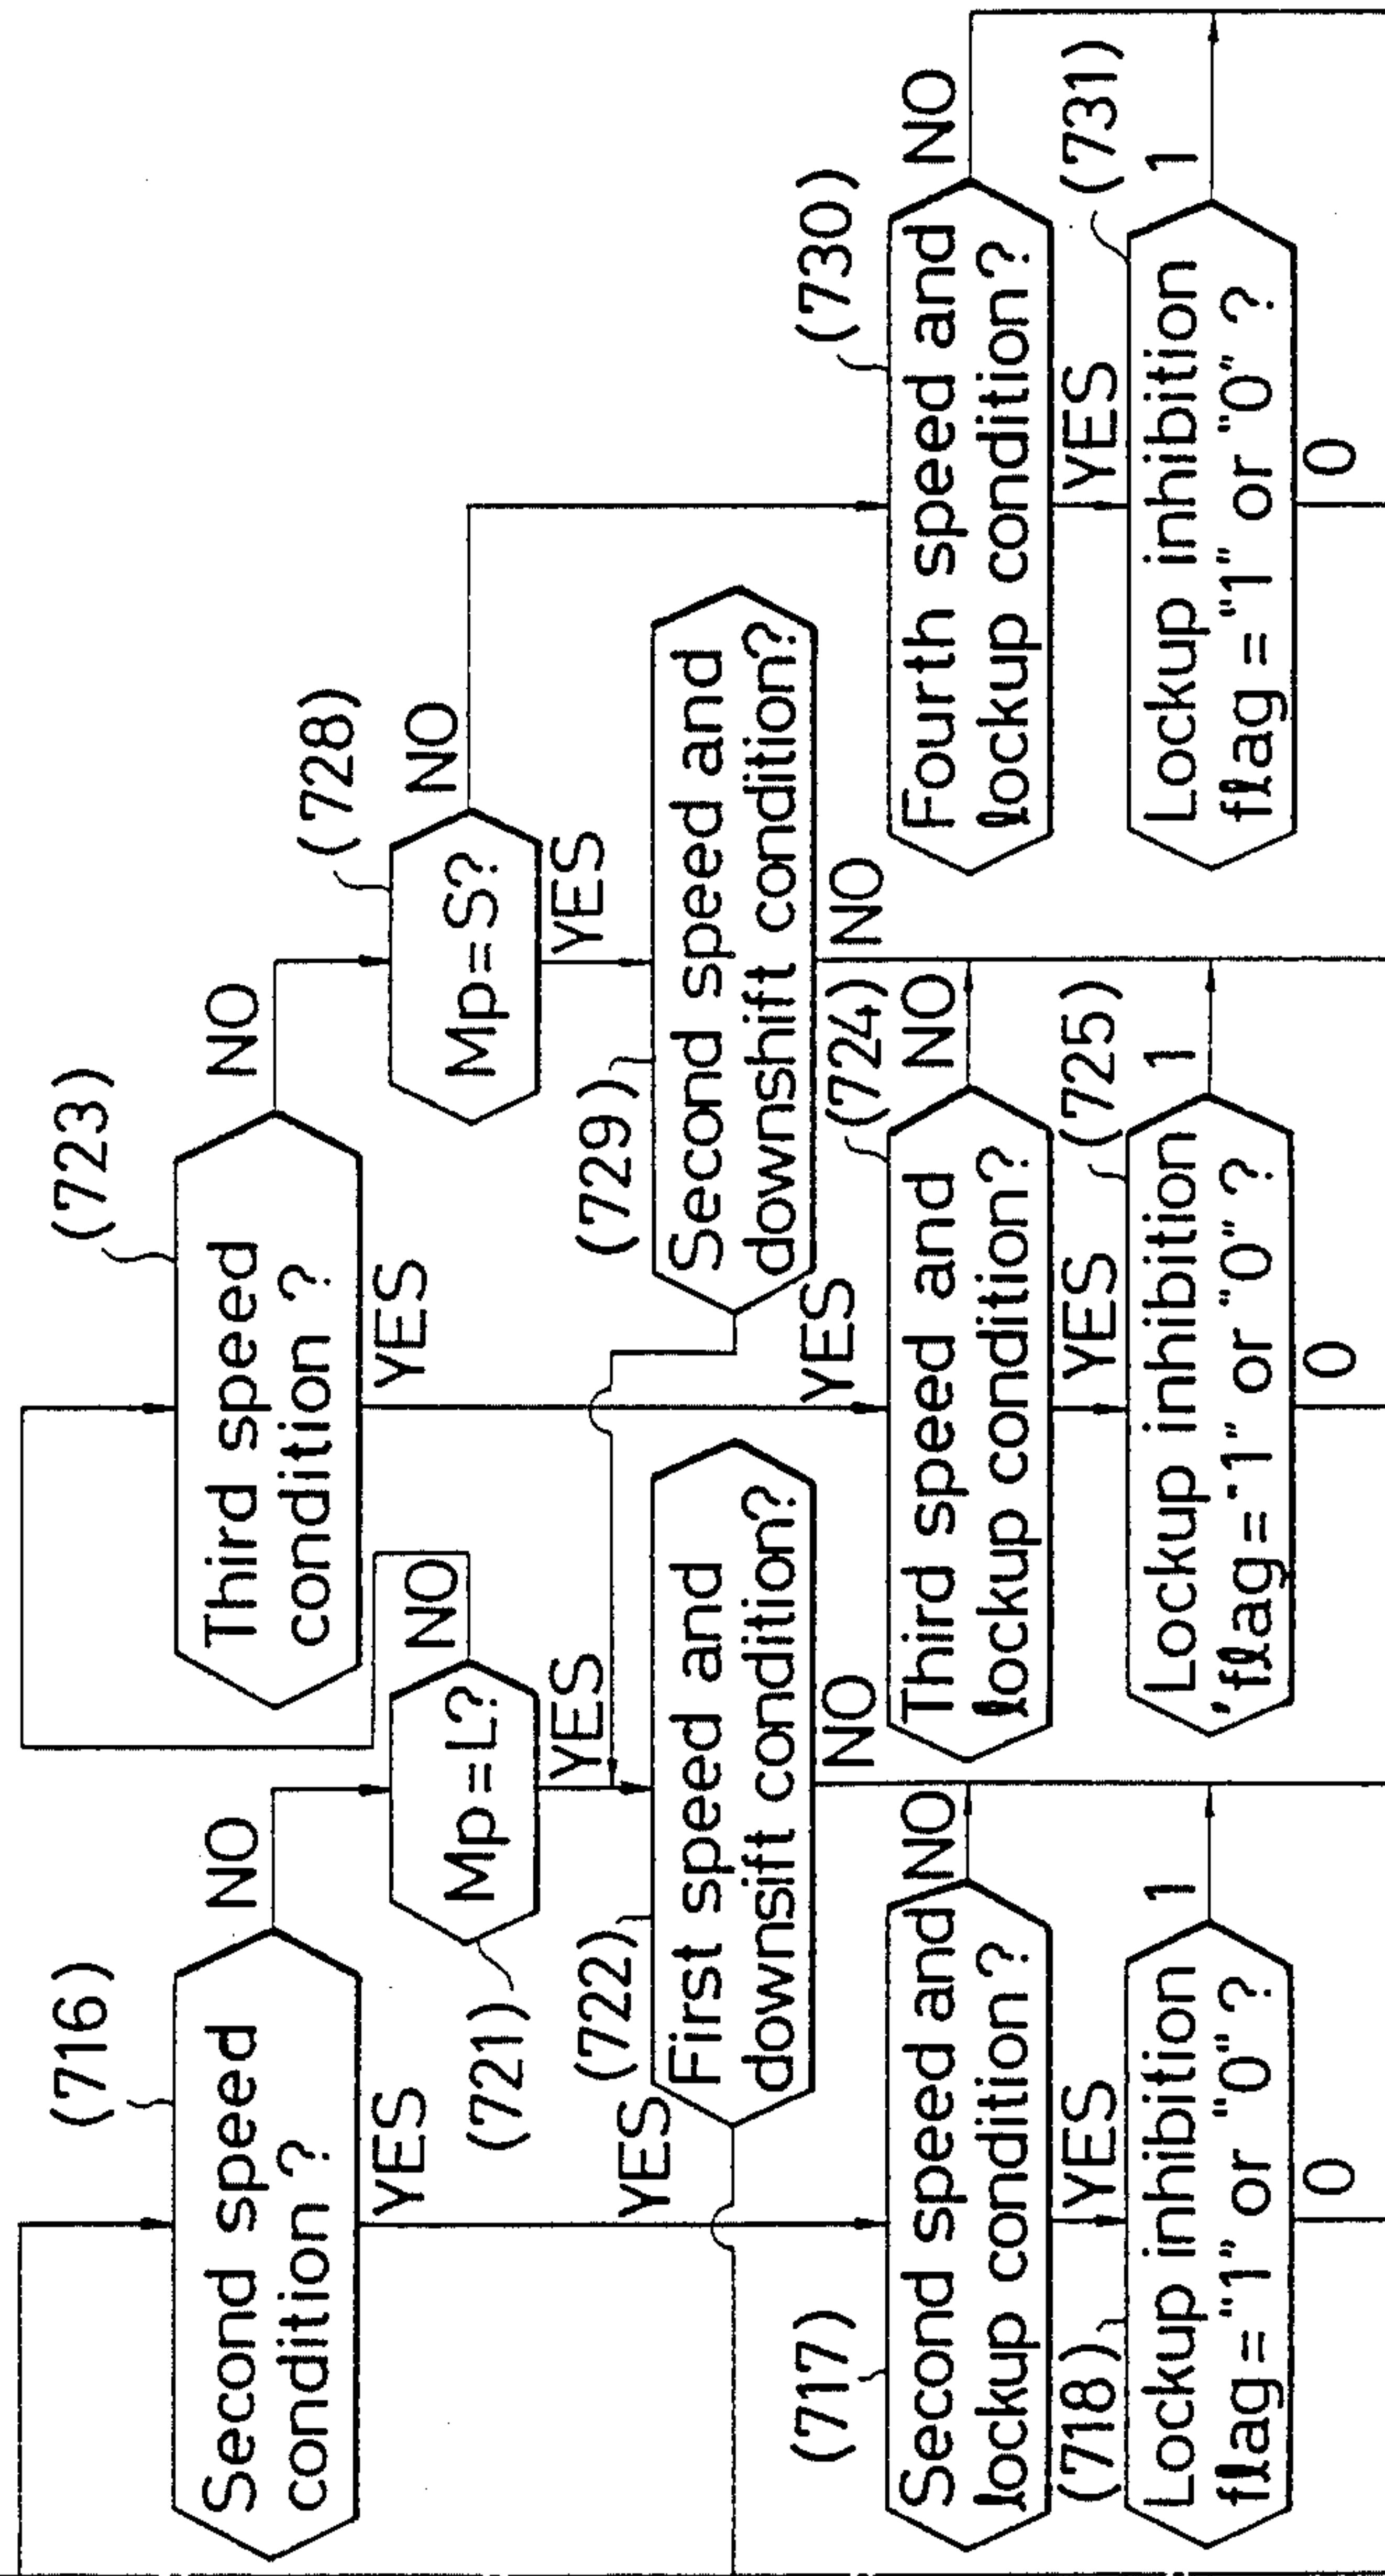 (716)
Second speed
condition ?
NO
YES
(721)
Mp=L?
NO
YES
(722)
First speed and
downsift condition?
YES
NO
(717)
Second speed and
lockup condition?
NO
YES
(718)
Lockup inhibition
flag="1" or "0" ?
1
0
(723)
Third speed
condition ?
NO
YES
(728)
Mp=S?
NO
YES
(729)
Second speed and
downshift condition?
YES
NO
(724)
Third speed and
lockup condition?
NO
YES
(725)
Lockup inhibition
flag="1" or "0" ?
1
0
(730)
Fourth speed and
lockup condition?
NO
YES
(731)
Lockup inhibition
flag ="1" or "0" ?
1
0